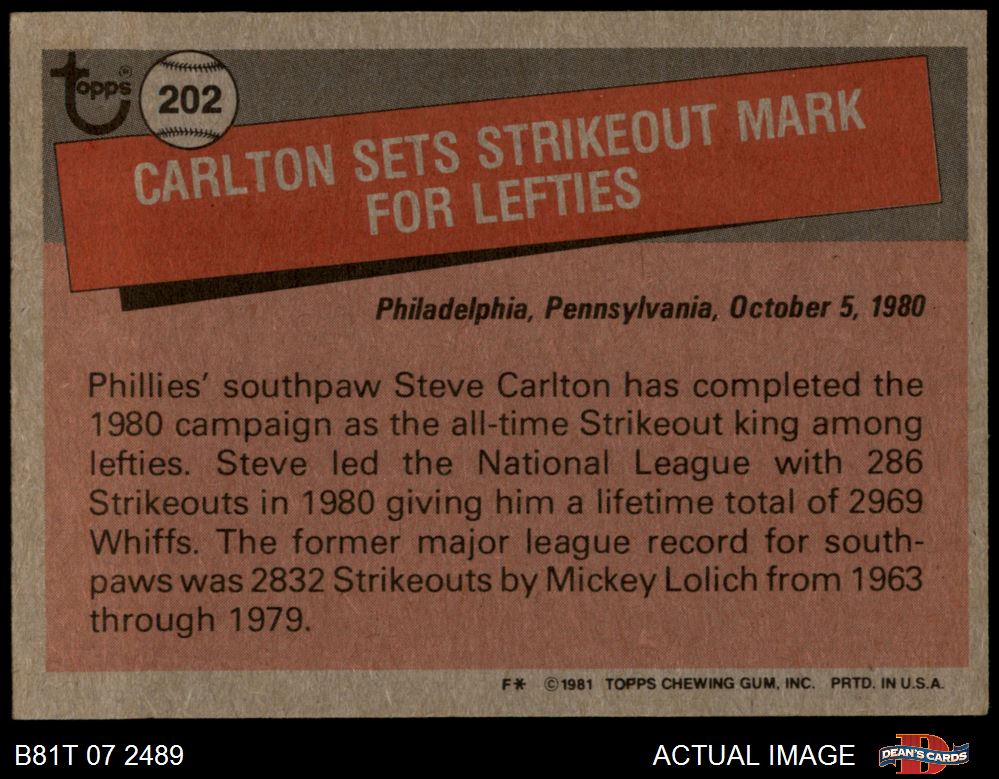 topps®
202
CARLTON SETS STRIKEOUT MARK
FOR LEFTIES
Philadelphia, Pennsylvania, October 5, 1980
Phillies' southpaw Steve Carlton has completed the
1980 campaign as the all-time Strikeout king among
lefties. Steve led the National League with 286
Strikeouts in 1980 giving him a lifetime total of 2969
Whiffs. The former major league record for south-
paws was 2832 Strikeouts by Mickey Lolich from 1963
through 1979.
F* ©1981 TOPPS CHEWING GUM, INC. PRTD. IN U.S.A.
B81T 07 2489
ACTUAL IMAGE
DEAN'S CARDS